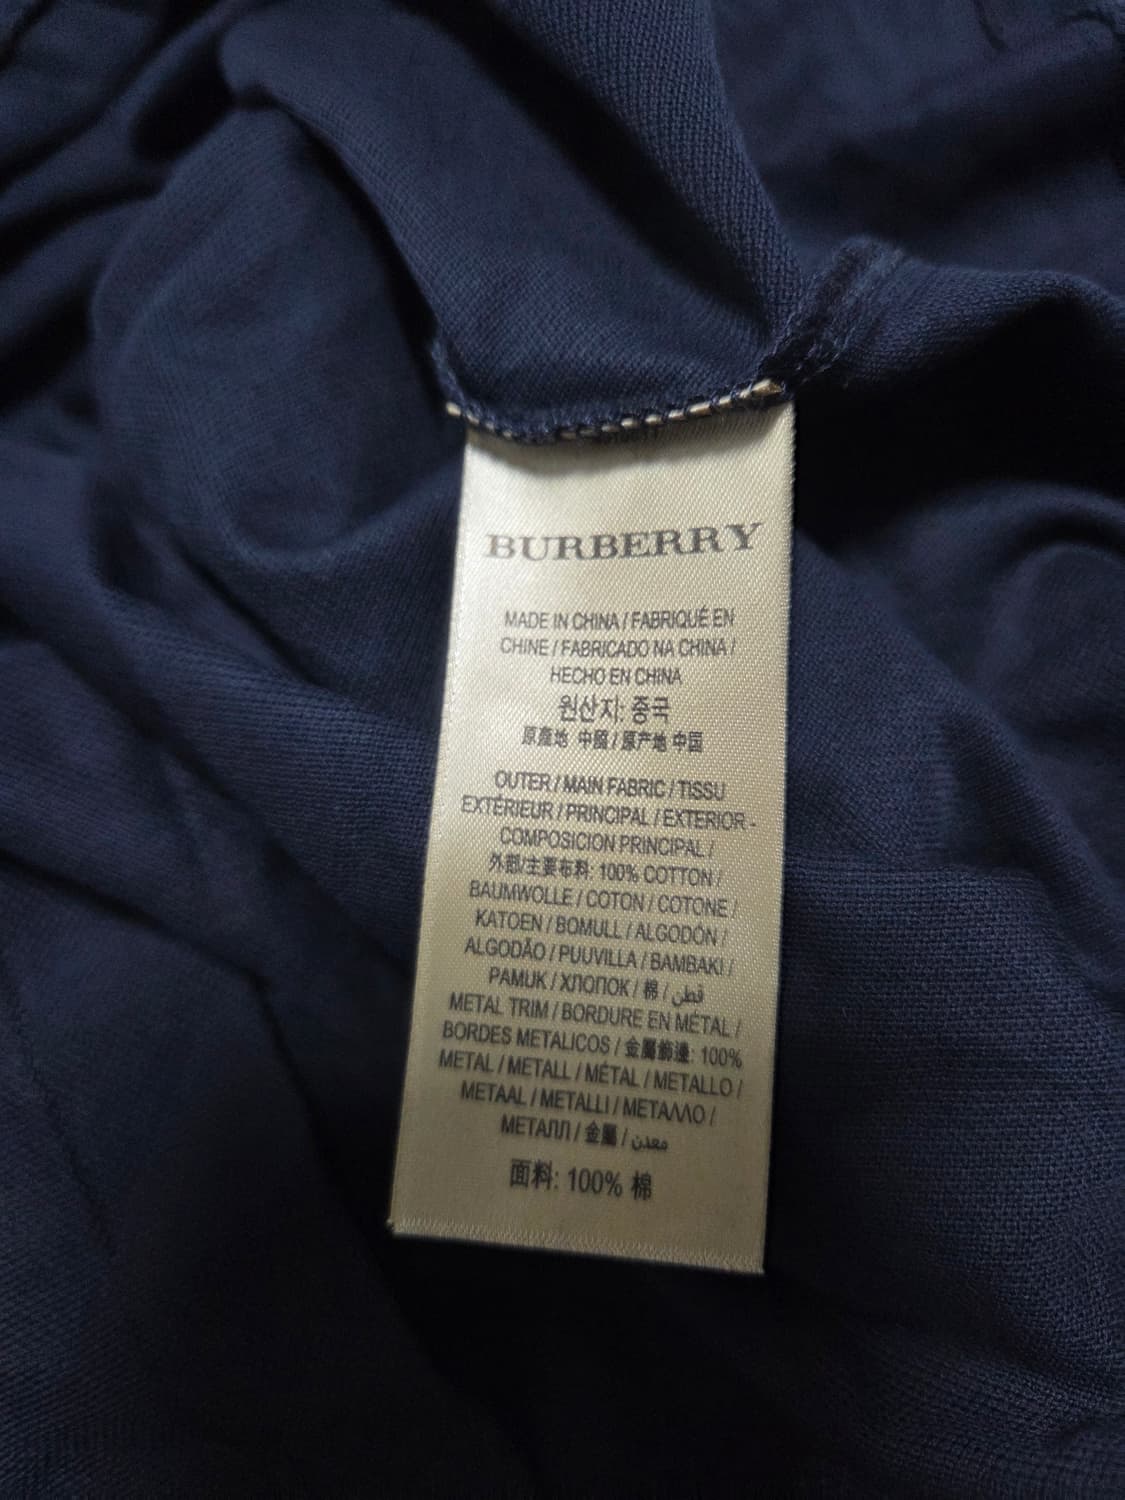 BURBERRY
MADE IN CHINA / FABRIQUÉ EN
CHINE / FABRICADO NA CHINA /
HECHO EN CHINA
원산지: 중국
原產地 中國 / 原产地 中国
OUTER / MAIN FABRIC / TISSU
EXTÉRIEUR / PRINCIPAL / EXTERIOR -
COMPOSICION PRINCIPAL /
外部/主要布料: 100% COTTON /
BAUMWOLLE / COTON / COTONE /
KATOEN / BOMULL / ALGODÓN /
ALGODÃO / PUUVILLA / BAMBAKI /
PAMUK / ХЛОПОК / 棉 / قطن
METAL TRIM / BORDURE EN MÉTAL /
BORDES METALICOS / 金屬飾邊: 100%
METAL / METALL / MÉTAL / METALLO /
METAAL / METALLI / ΜΕΤΑΛΛΟ /
МЕТАЛЛ / 金屬 / معدن
面料: 100% 棉